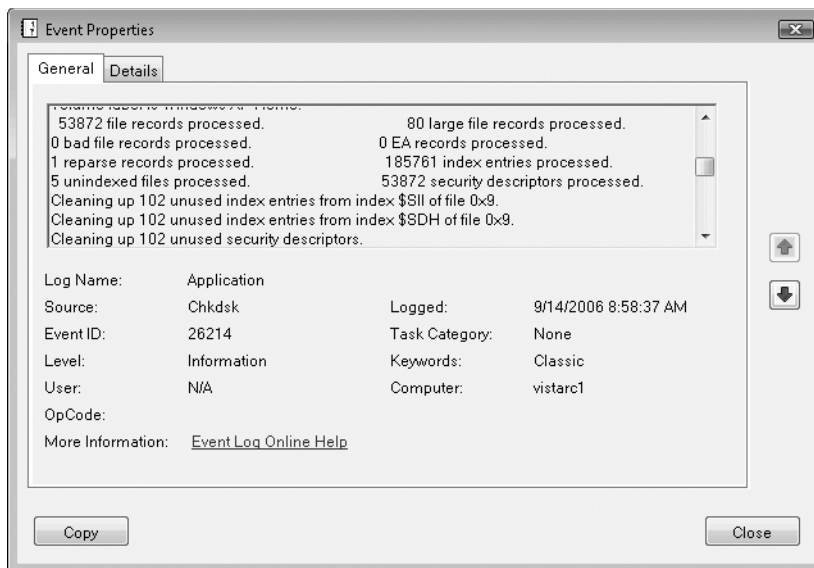 Event Properties
General Details
53872 file records processed. 80 large file records processed.
0 bad file records processed. 0 EA records processed.
1 reparse records processed. 185761 index entries processed.
5 unindexed files processed. 53872 security descriptors processed.
Cleaning up 102 unused index entries from index $SII of file 0x9.
Cleaning up 102 unused index entries from index $SDH of file 0x9.
Cleaning up 102 unused security descriptors.
Log Name: Application
Source: Chkdsk Logged: 9/14/2006 8:58:37 AM
Event ID: 26214 Task Category: None
Level: Information Keywords: Classic
User: N/A Computer: vistarc1
OpCode:
More Information: Event Log Online Help
Copy Close